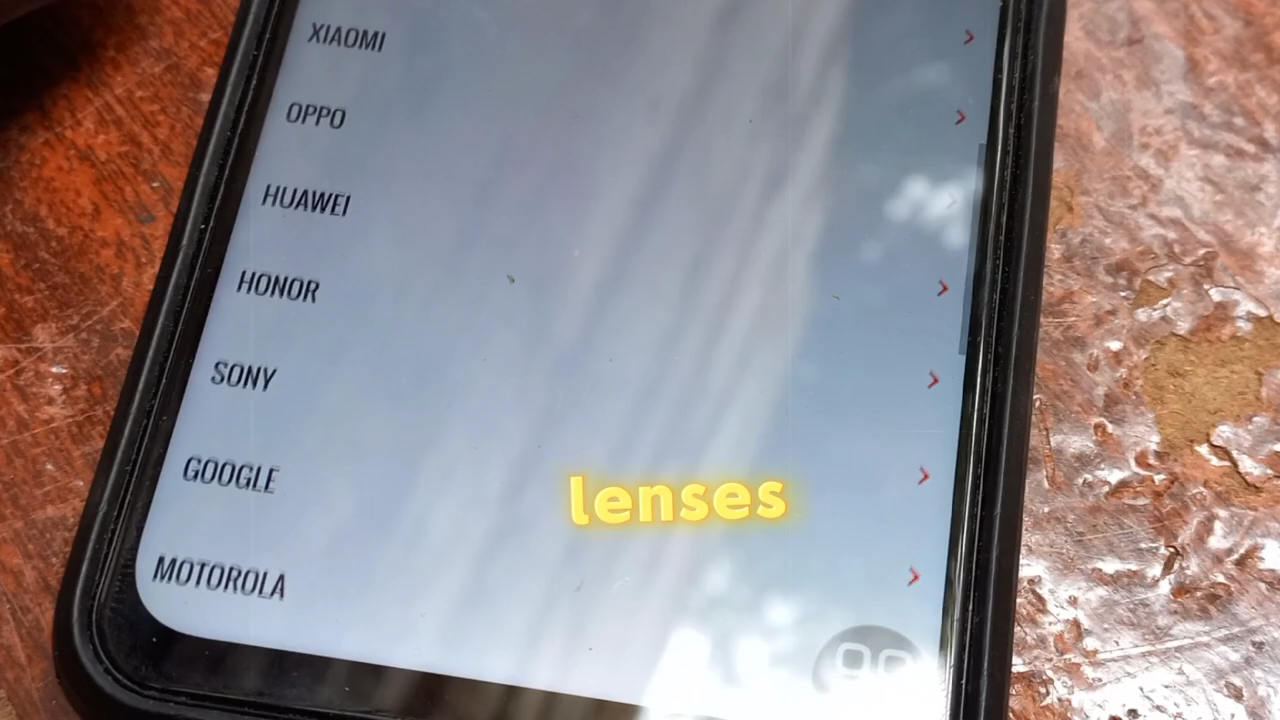 XIAOMI
OPPO
HUAWEI
HONOR
SONY
GOOGLE
lenses
MOTOROLA